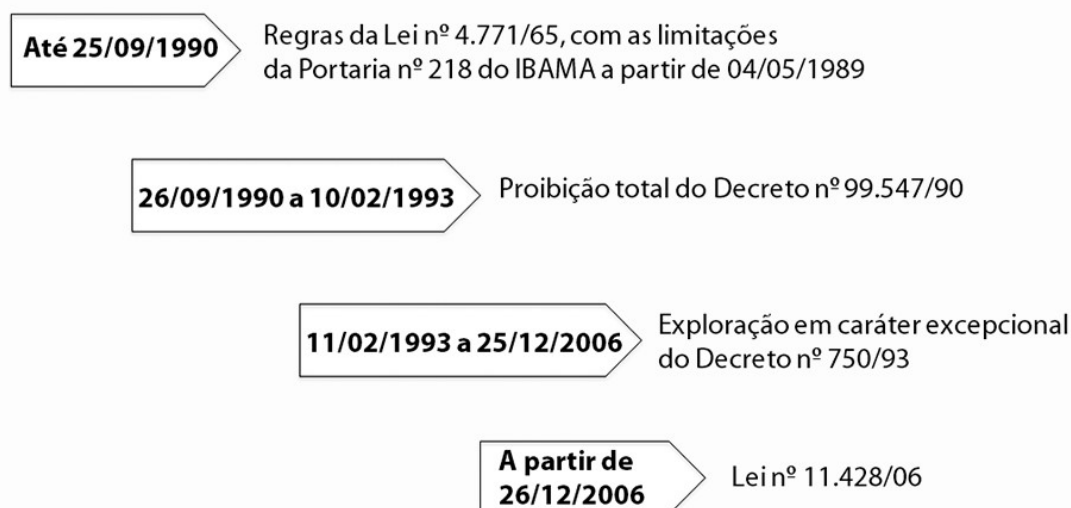 Até 25/09/1990
Regras da Lei nº 4.771/65, com as limitações
da Portaria nº 218 do IBAMA a partir de 04/05/1989
26/09/1990 a 10/02/1993
Proibição total do Decreto nº 99.547/90
11/02/1993 a 25/12/2006
Exploração em caráter excepcional
do Decreto nº 750/93
A partir de
26/12/2006
Lei nº 11.428/06